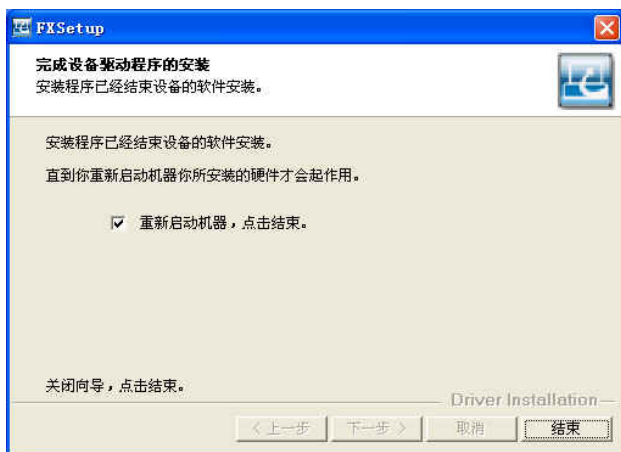 FXSetup
完成设备驱动程序的安装
安装程序已经结束设备的软件安装。
安装程序已经结束设备的软件安装。
直到你重新启动机器你所安装的硬件才会起作用。
重新启动机器，点击结束。
关闭向导，点击结束。
Driver Installation
< 上一步 下一步 > 取消 结束